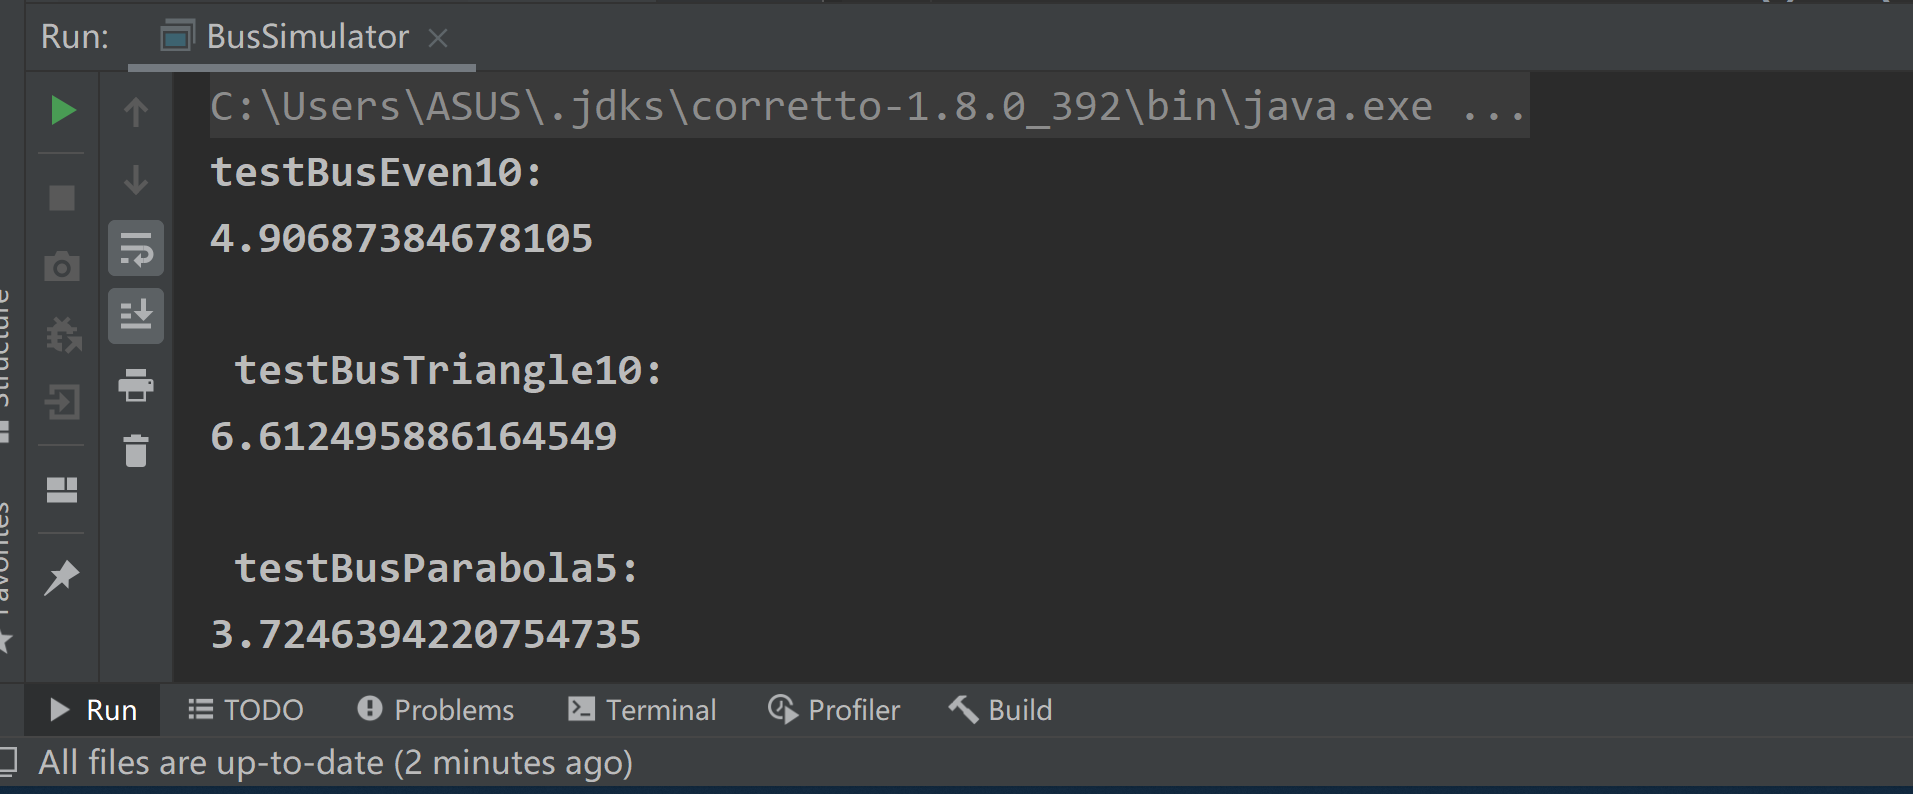 Run: BusSimulator
C:\Users\ASUS\.jdks\corretto-1.8.0_392\bin\java.exe ...
testBusEven10:
4.90687384678105
testBusTriangle10:
6.612495886164549
testBusParabola5:
3.7246394220754735
Structure
Favorites
Run TODO Problems Terminal Profiler Build
All files are up-to-date (2 minutes ago)